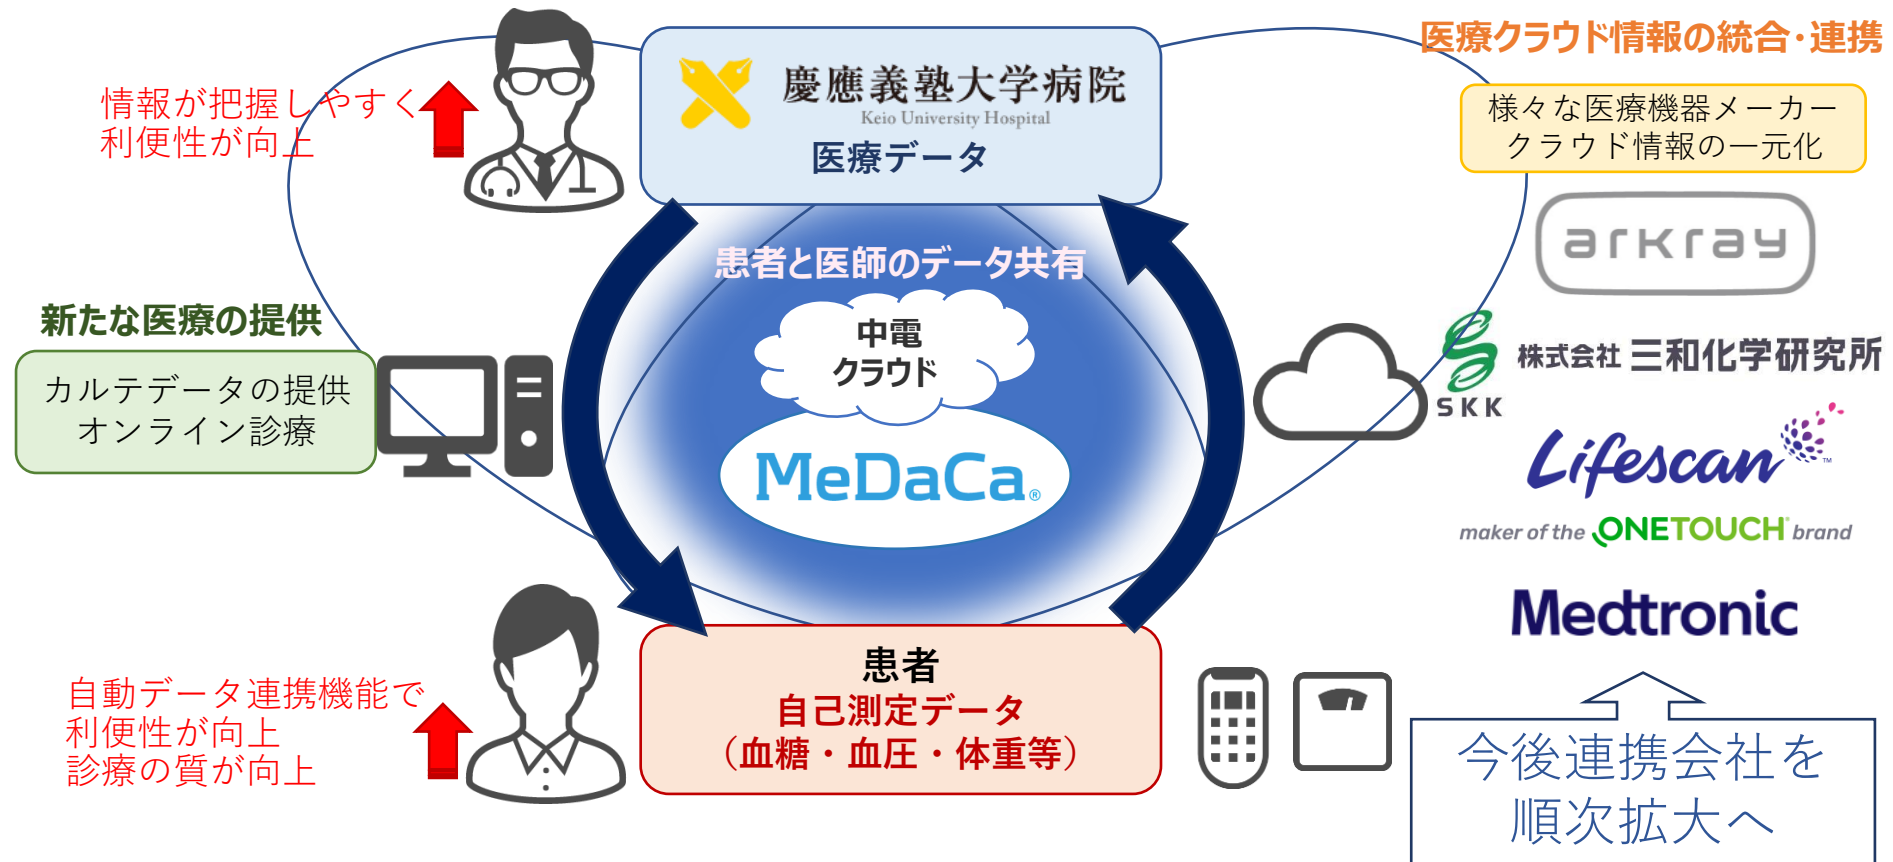 医療クラウド情報の統合・連携
様々な医療機器メーカー
クラウド情報の一元化
情報が把握しやすく
利便性が向上
慶應義塾大学病院
Keio University Hospital
医療データ
arkray
患者と医師のデータ共有
新たな医療の提供
カルテデータの提供
オンライン診療
中電
クラウド
MeDaCa®
SKK
株式会社 三和化学研究所
Lifescan™
maker of the ONETOUCH® brand
Medtronic
患者
自己測定データ
（血糖・血圧・体重等）
自動データ連携機能で
利便性が向上
診療の質が向上
今後連携会社を
順次拡大へ